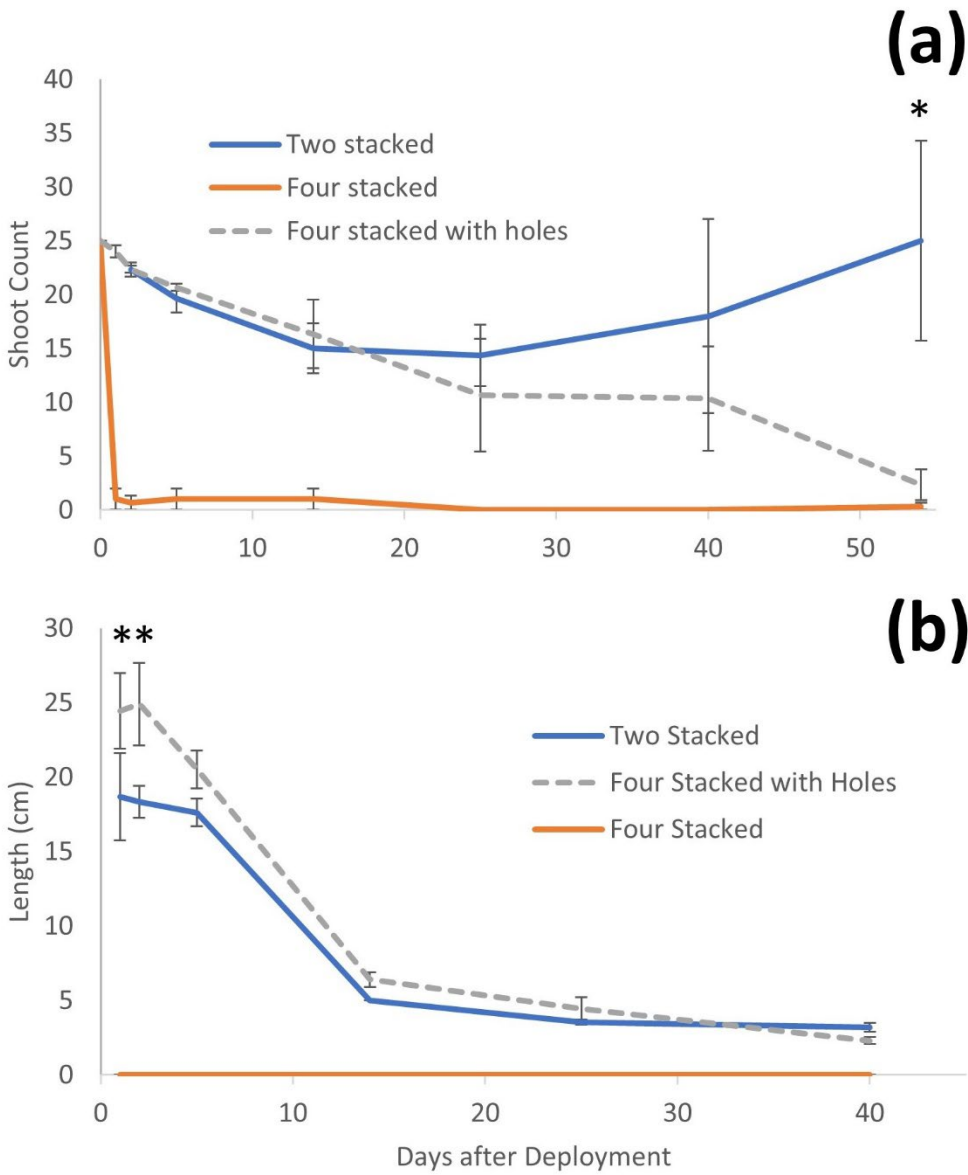 (a)
40
*
35
Two stacked
30
Four stacked
25
Four stacked with holes
20
15
10
5
0
Shoot Count
0 10 20 30 40 50
(b)
30
**
25
Two Stacked
20
Four Stacked with Holes
15
Four Stacked
10
5
0
Length (cm)
0 10 20 30 40
Days after Deployment